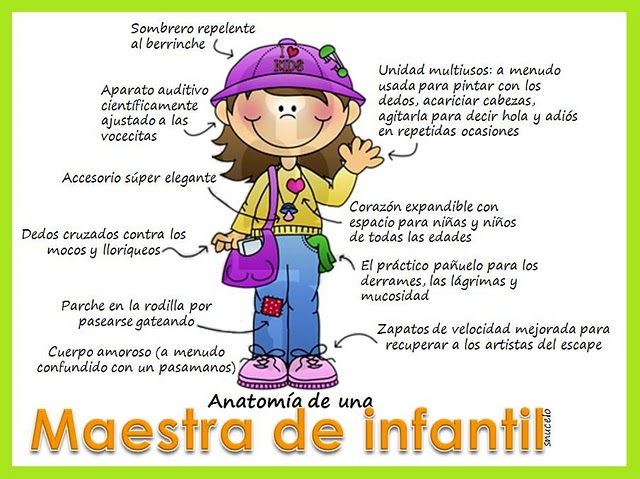 Sombrero repelente
al berrinche
I ♥
KIDS
Aparato auditivo
científicamente
ajustado a las
vocecitas
Unidad multiusos: a menudo
usada para pintar con los
dedos, acariciar cabezas,
agitarla para decir hola y adiós
en repetidas ocasiones
Accesorio súper elegante
Corazón expandible con
espacio para niñas y niños
de todas las edades
Dedos cruzados contra los
mocos y lloriqueos
El práctico pañuelo para los
derrames, las lágrimas y
mucosidad
Parche en la rodilla por
pasearse gateando
Zapatos de velocidad mejorada para
recuperar a los artistas del escape
Cuerpo amoroso (a menudo
confundido con un pasamanos)
Anatomía de una
Maestra de infantil
snucelo